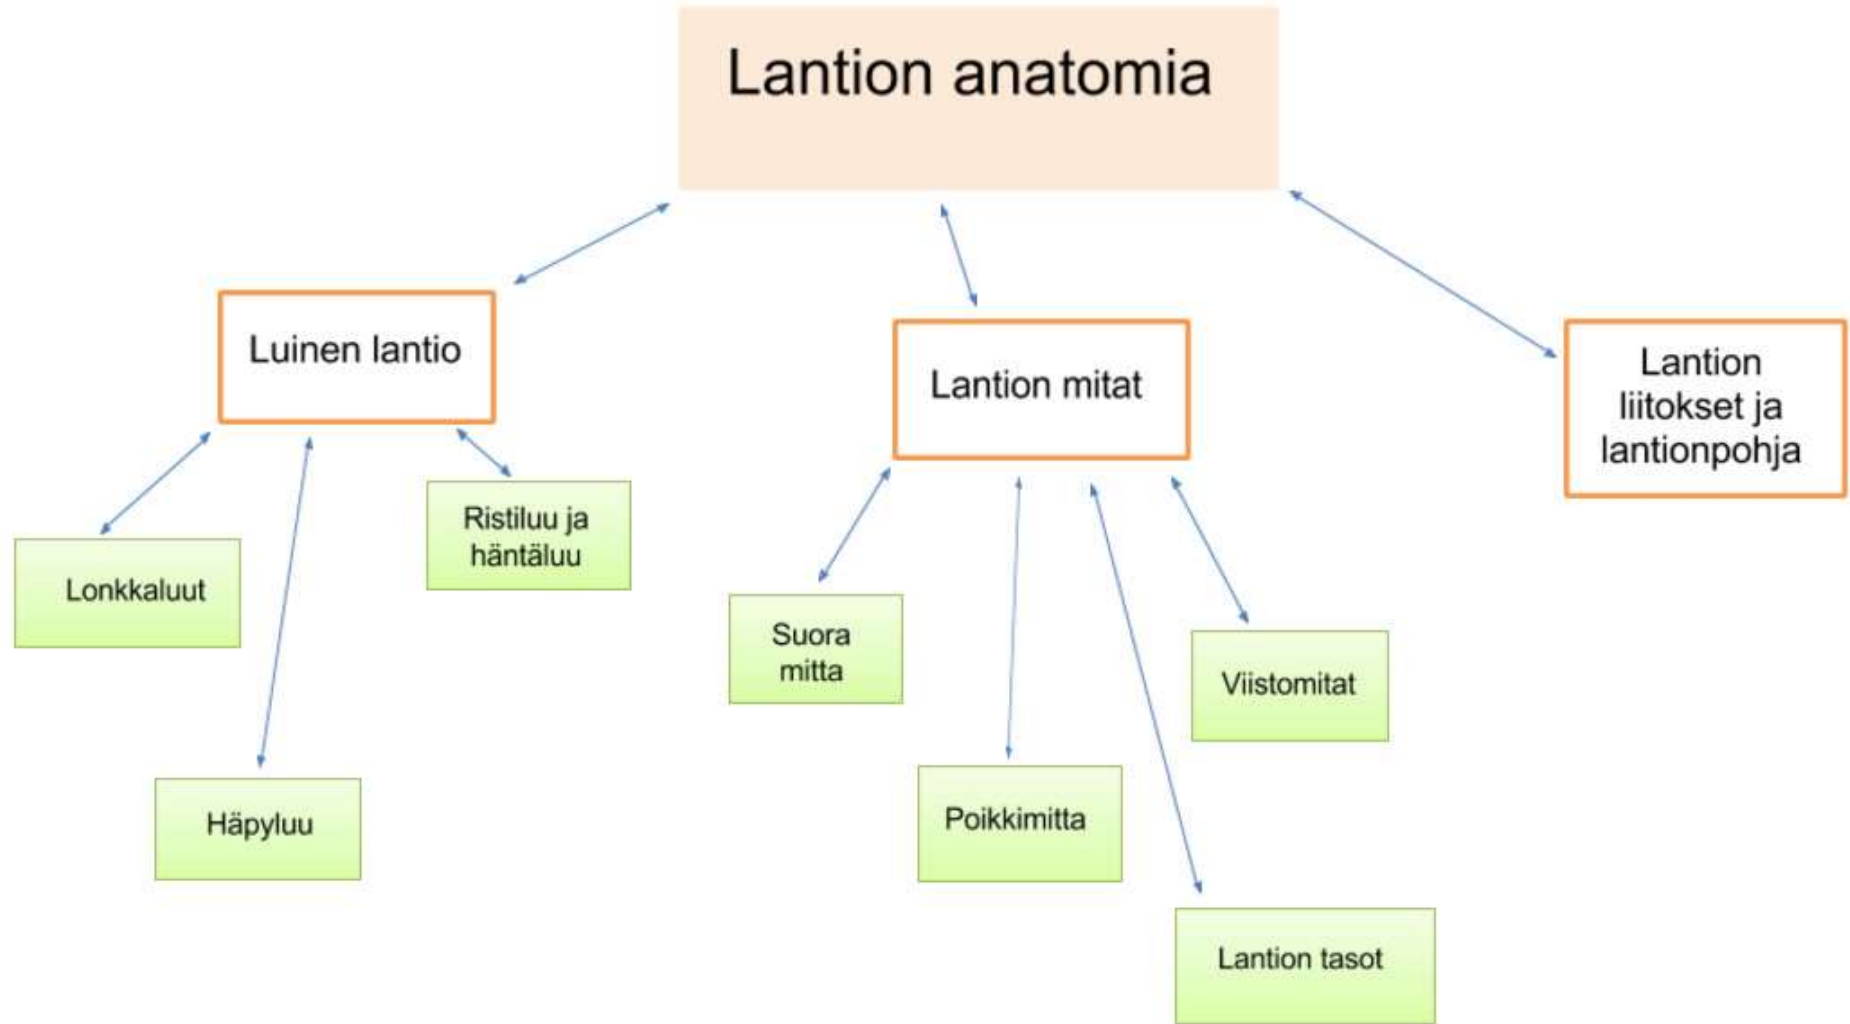 Lantion anatomia
Luinen lantio
Lantion mitat
Lantion
liitokset ja
lantionpohja
Ristiluu ja
häntäluu
Lonkkaluut
Suora
mitta
Viistomitat
Häpyluu
Poikkimitta
Lantion tasot